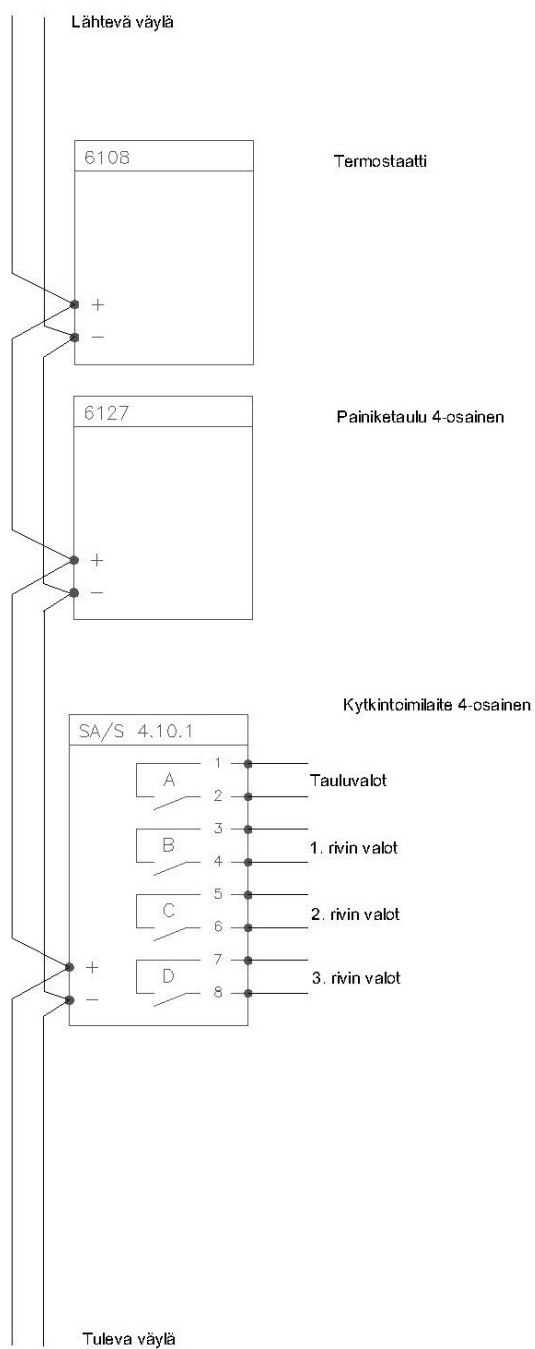 Lähtevä väylä
6108
Termostaatti
+
−
6127
Painiketaulu 4-osainen
+
−
Kytkintoimilaite 4-osainen
SA/S 4.10.1
1
A
2
Tauluvalot
3
B
4
1. rivin valot
5
C
6
2. rivin valot
7
+
D
3. rivin valot
8
−
Tuleva väylä